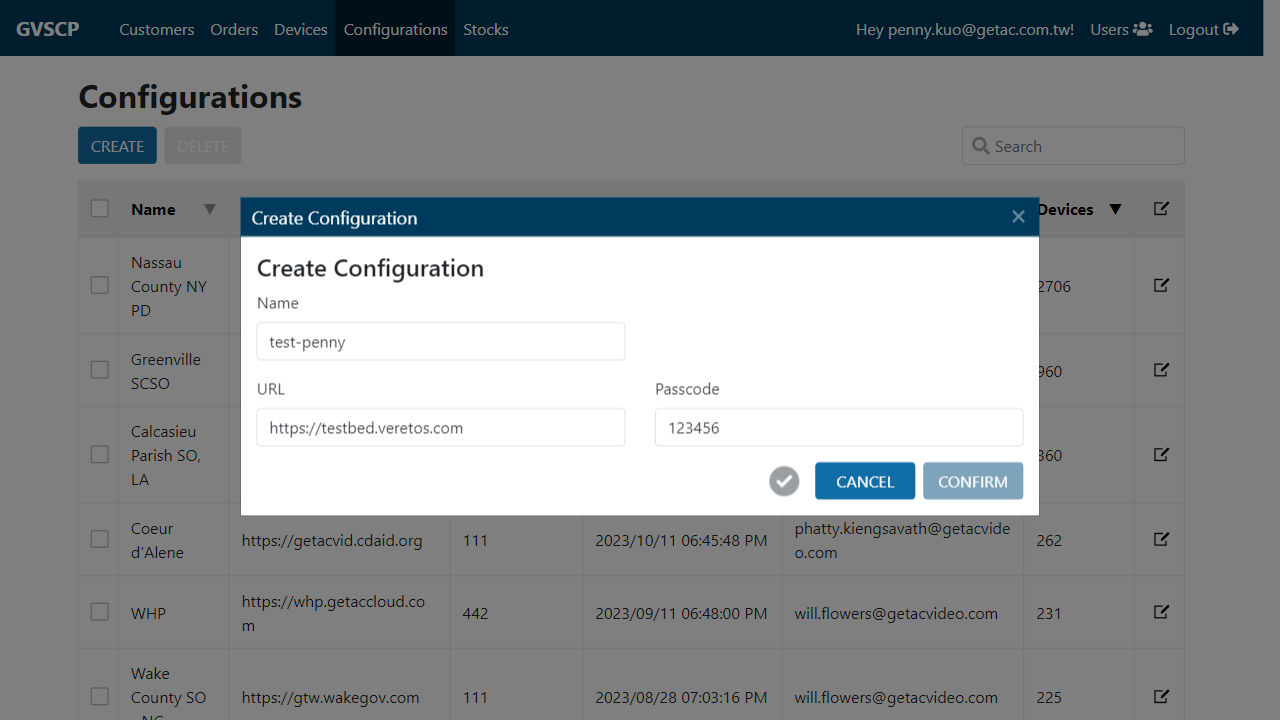 GVSCP Customers Orders Devices Configurations Stocks Hey penny.kuo@getac.com.tw! Users Logout
Configurations
CREATE DELETE Search
Name ▼ Devices ▼
Create Configuration ×
Create Configuration
Name
test-penny
URL Passcode
https://testbed.veretos.com 123456
CANCEL CONFIRM
Nassau
County NY
PD
2706
Greenville
SCSO
960
Calcasieu
Parish SO,
LA
360
Coeur
d'Alene
https://getacvid.cdaid.org 111 2023/10/11 06:45:48 PM
phatty.kiengsavath@getacvide
o.com
262
WHP
https://whp.getaccloud.co
m
442 2023/09/11 06:48:00 PM will.flowers@getacvideo.com 231
Wake
County SO
https://gtw.wakegov.com 111 2023/08/28 07:03:16 PM will.flowers@getacvideo.com 225